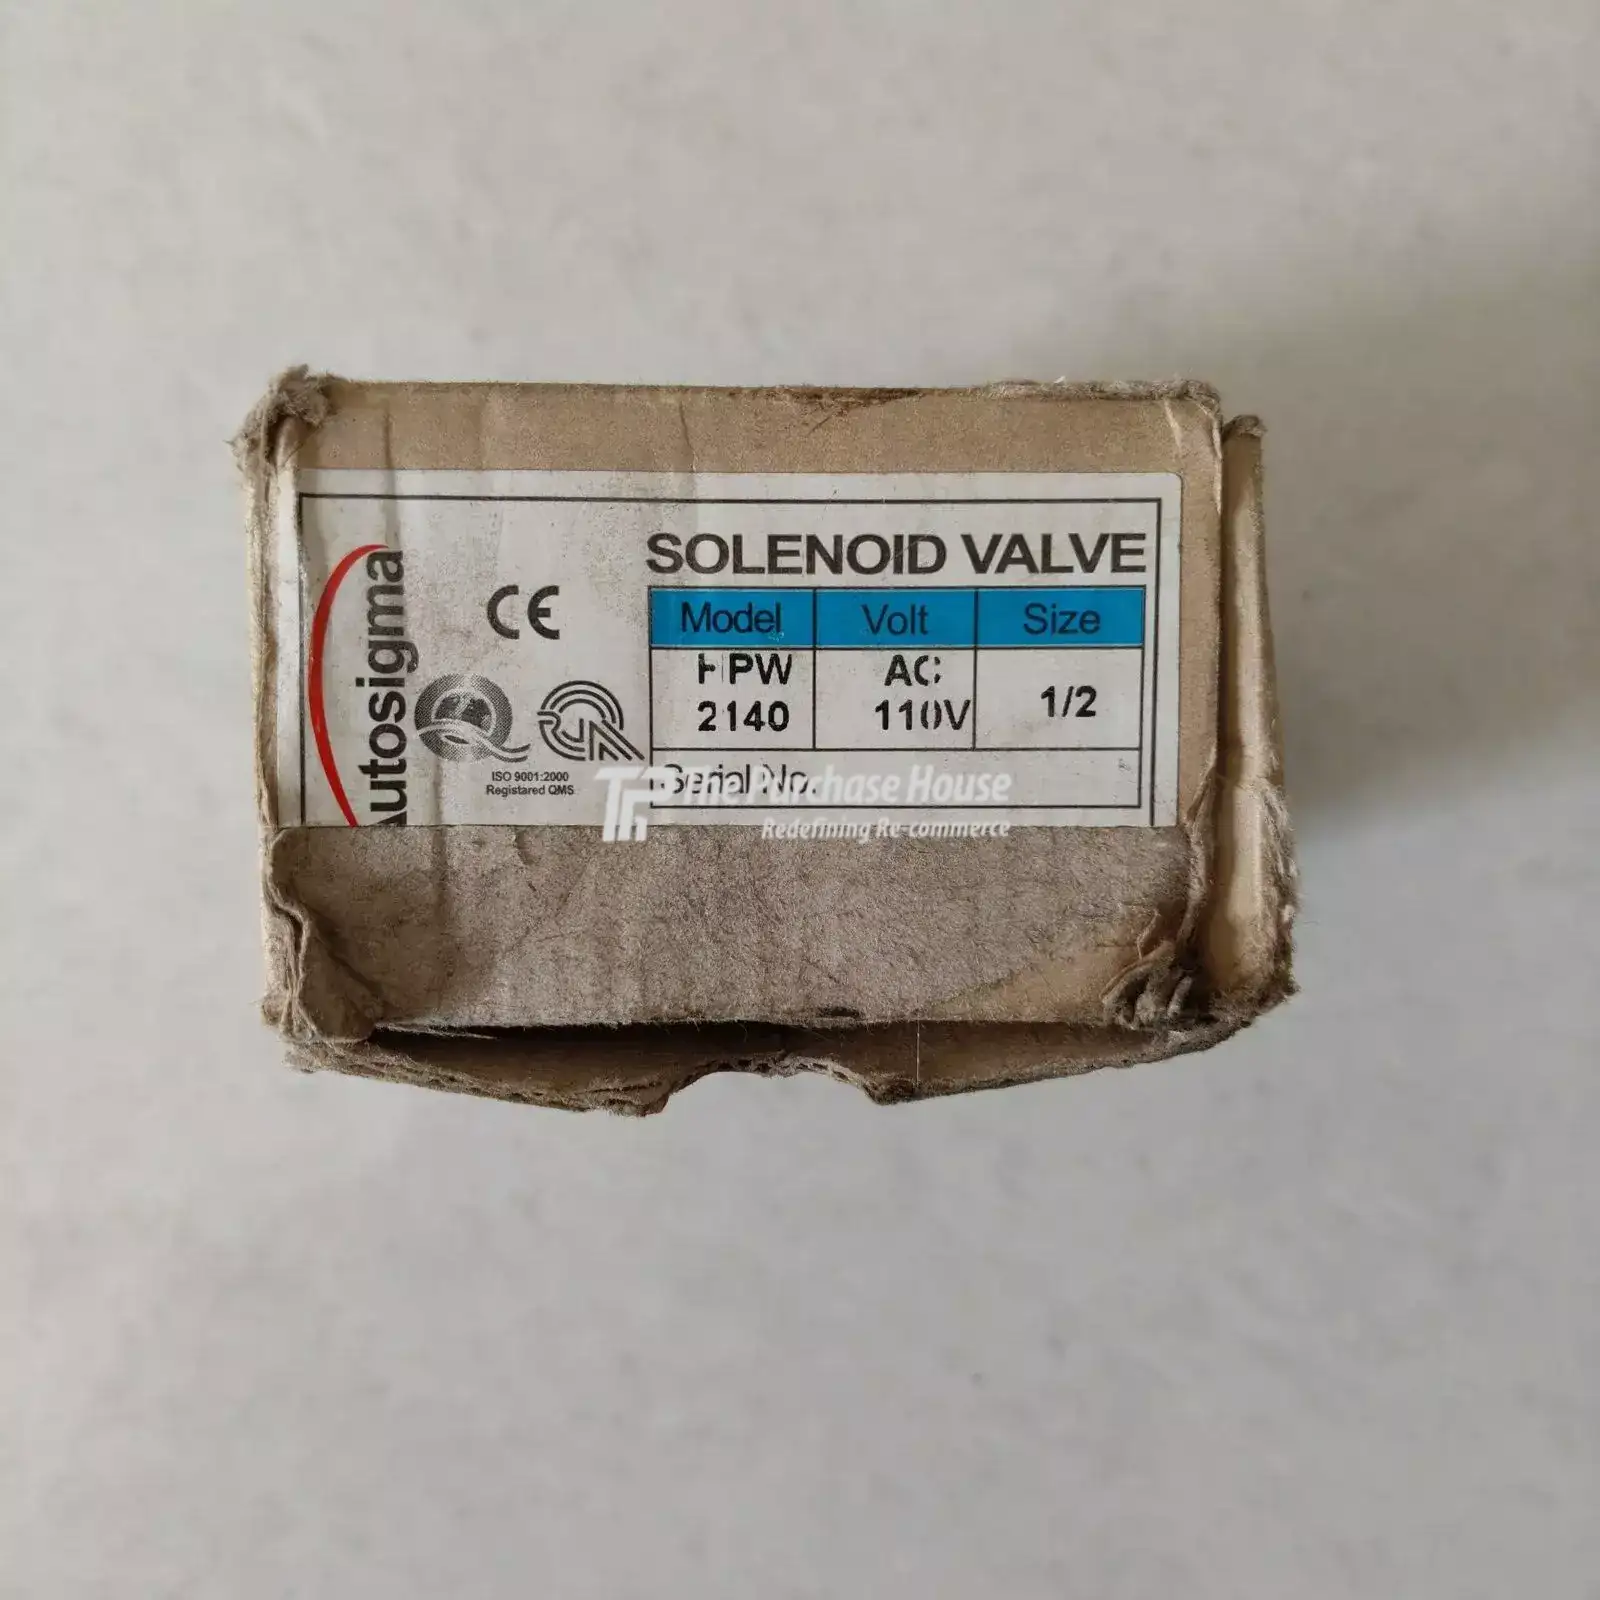 Autosigma
CE
SOLENOID VALVE
Model Volt Size
HPW AC
2140 110V 1/2
ISO 9001:2000
Registared QMS
Serial No.
The Purchase House
Redefining Re-commerce